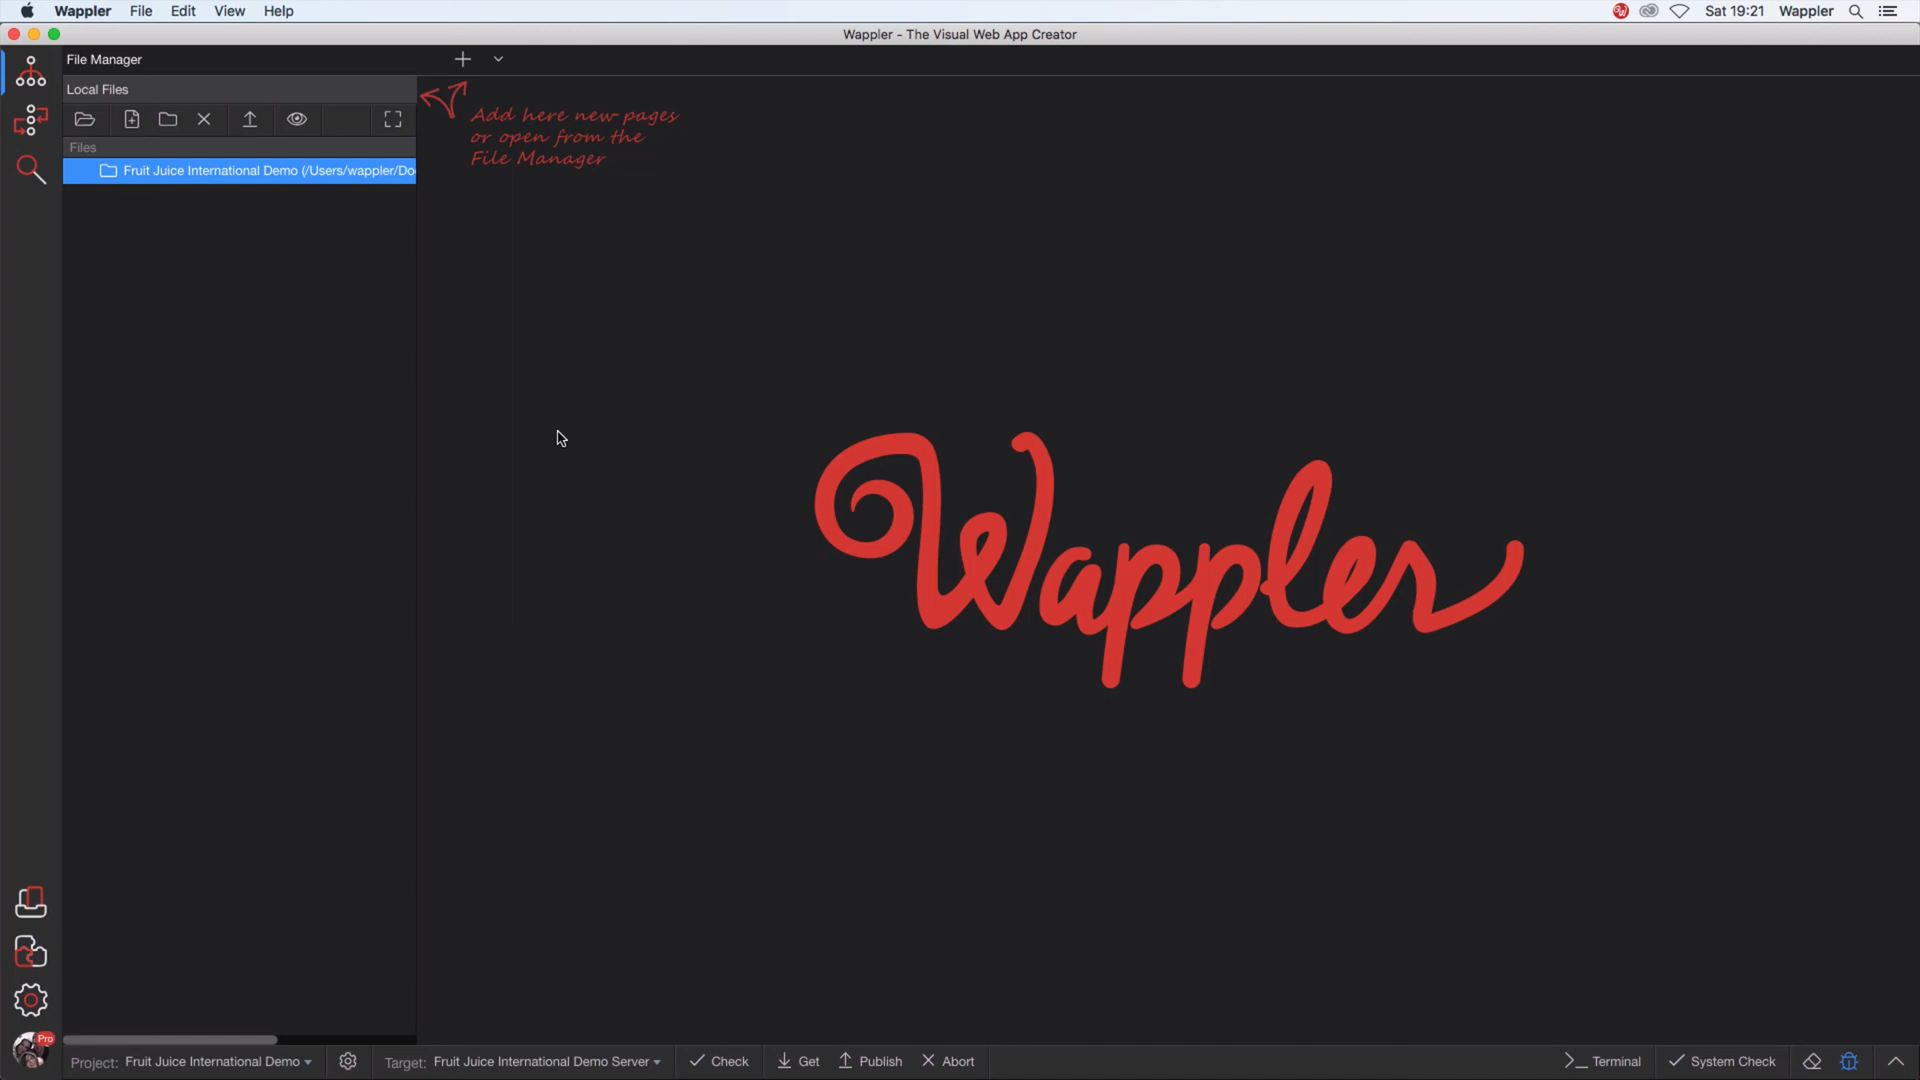 Wappler File Edit View Help Sat 19:21 Wappler
Wappler - The Visual Web App Creator
File Manager
Local Files
Add here new pages
or open from the
File Manager
Files
Fruit Juice International Demo (/Users/wappler/Do
Wappler
Pro
Project: Fruit Juice International Demo Target: Fruit Juice International Demo Server Check Get Publish Abort Terminal System Check